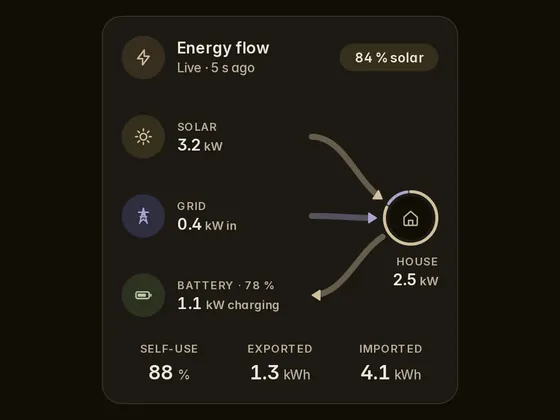 Energy flow
Live · 5 s ago
84 % solar
SOLAR
3.2 kW
GRID
0.4 kW in
HOUSE
2.5 kW
BATTERY · 78 %
1.1 kW charging
SELF-USE
88 %
EXPORTED
1.3 kWh
IMPORTED
4.1 kWh